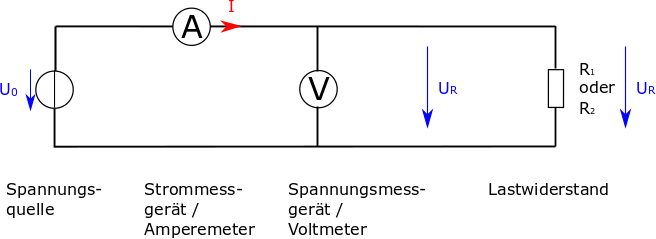 I
A
V
U₀
U_R
R₁
oder
R₂
U_R
Spannungs-
quelle
Strommess-
gerät /
Amperemeter
Spannungsmess-
gerät /
Voltmeter
Lastwiderstand